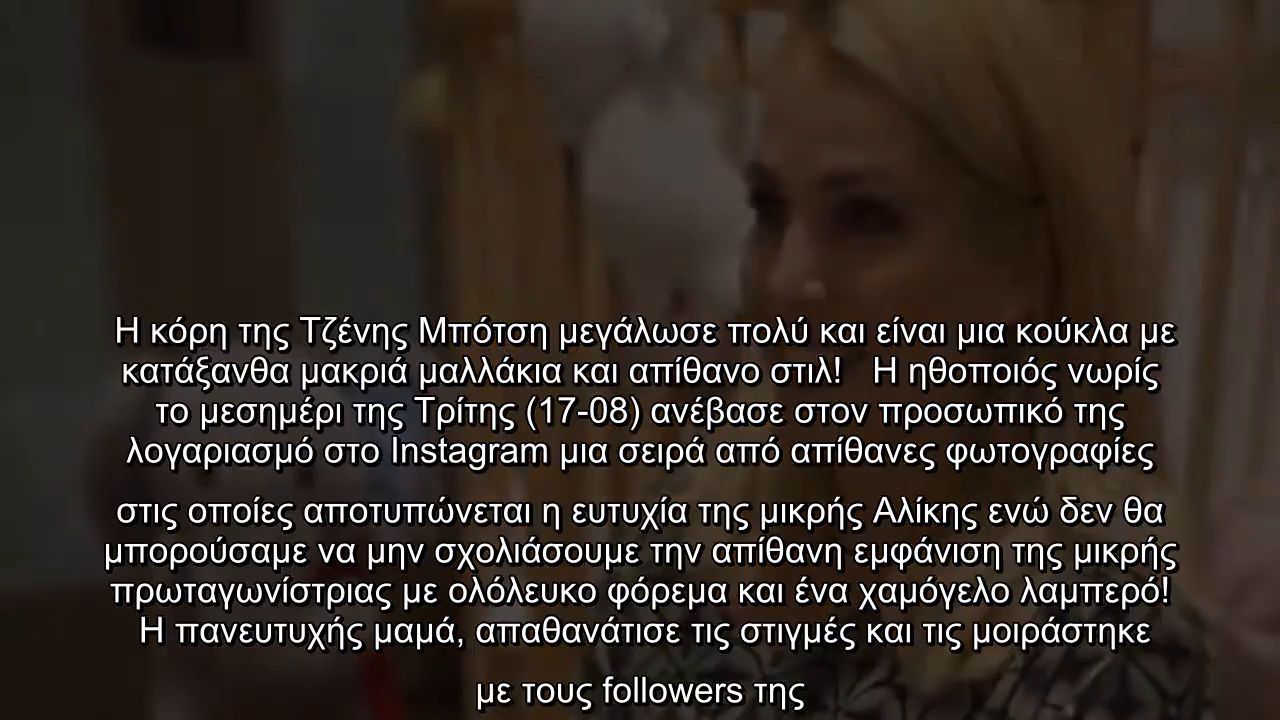 Η κόρη της Τζένης Μπότση μεγάλωσε πολύ και είναι μια κούκλα με
κατάξανθα μακριά μαλλάκια και απίθανο στιλ!   Η ηθοποιός νωρίς
το μεσημέρι της Τρίτης (17-08) ανέβασε στον προσωπικό της
λογαριασμό στο Instagram μια σειρά από απίθανες φωτογραφίες
στις οποίες αποτυπώνεται η ευτυχία της μικρής Αλίκης ενώ δεν θα
μπορούσαμε να μην σχολιάσουμε την απίθανη εμφάνιση της μικρής
πρωταγωνίστριας με ολόλευκο φόρεμα και ένα χαμόγελο λαμπερό!
Η πανευτυχής μαμά, απαθανάτισε τις στιγμές και τις μοιράστηκε
με τους followers της